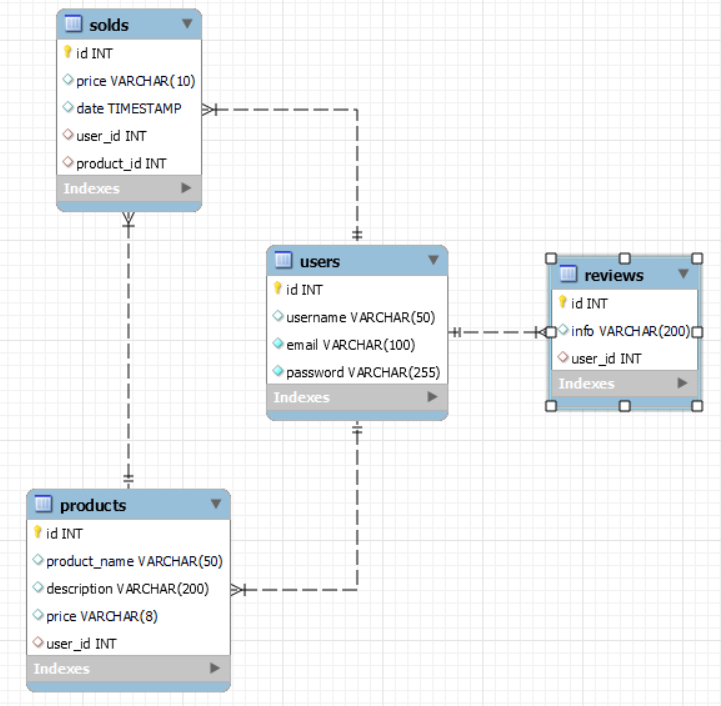 solds
id INT
price VARCHAR(10)
date TIMESTAMP
user_id INT
product_id INT
Indexes
users
id INT
username VARCHAR(50)
email VARCHAR(100)
password VARCHAR(255)
Indexes
reviews
id INT
info VARCHAR(200)
user_id INT
Indexes
products
id INT
product_name VARCHAR(50)
description VARCHAR(200)
price VARCHAR(8)
user_id INT
Indexes